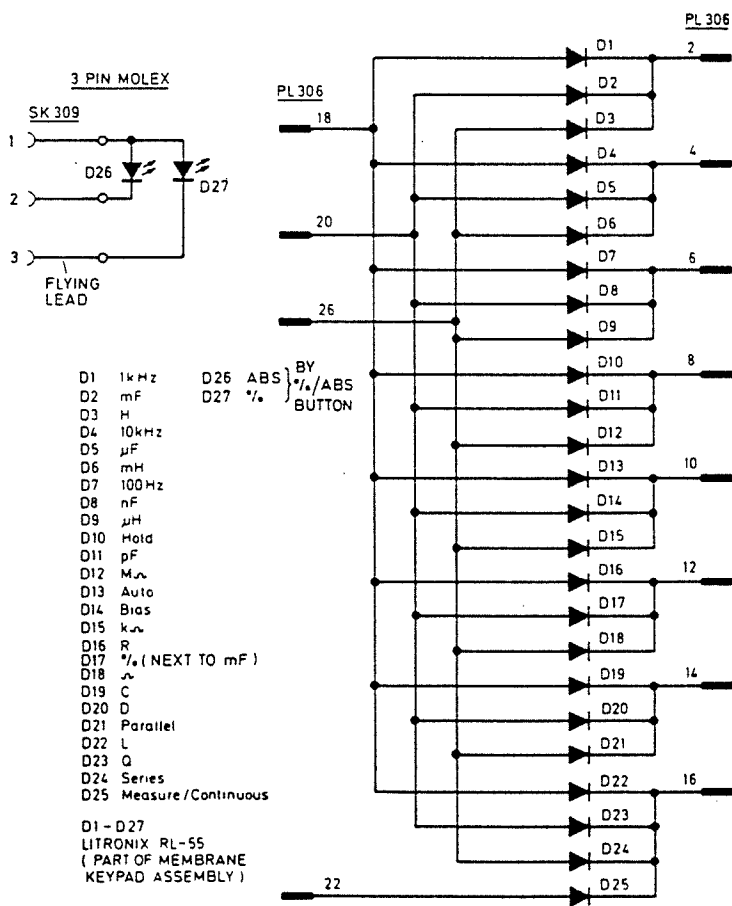 3 PIN MOLEX
SK 309
1
2
3
D26
D27
FLYING
LEAD
PL306
18
20
26
22
PL 306
D1
2
D2
D3
D4
4
D5
D6
D7
6
D8
D9
D10
8
D11
D12
D13
10
D14
D15
D16
12
D17
D18
D19
14
D20
D21
D22
16
D23
D24
D25
D1 1kHz
D2 mF
D3 H
D4 10kHz
D5 µF
D6 mH
D7 100Hz
D8 nF
D9 µH
D10 Hold
D11 pF
D12 MΩ
D13 Auto
D14 Bias
D15 kΩ
D16 R
D17 % (NEXT TO mF)
D18 Ω
D19 C
D20 D
D21 Parallel
D22 L
D23 Q
D24 Series
D25 Measure/Continuous
D26 ABS
D27 %
BY
%/ABS
BUTTON
D1-D27
LITRONIX RL-55
( PART OF MEMBRANE
KEYPAD ASSEMBLY )